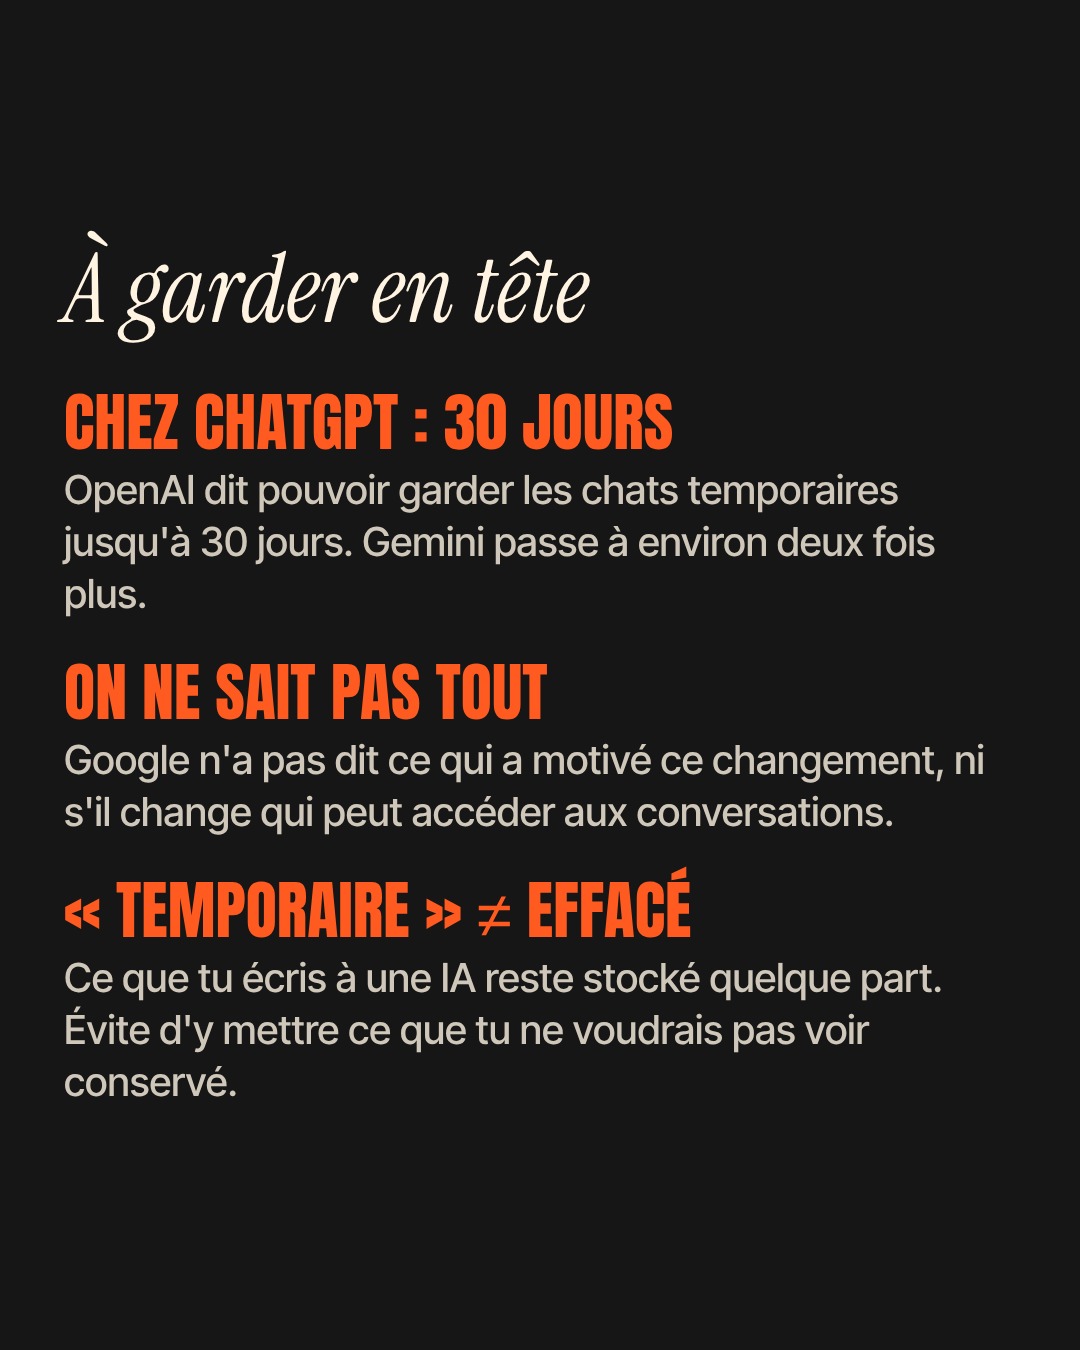 À garder en tête
CHEZ CHATGPT : 30 JOURS
OpenAI dit pouvoir garder les chats temporaires
jusqu'à 30 jours. Gemini passe à environ deux fois
plus.
ON NE SAIT PAS TOUT
Google n'a pas dit ce qui a motivé ce changement, ni
s'il change qui peut accéder aux conversations.
« TEMPORAIRE » ≠ EFFACÉ
Ce que tu écris à une IA reste stocké quelque part.
Évite d'y mettre ce que tu ne voudrais pas voir
conservé.